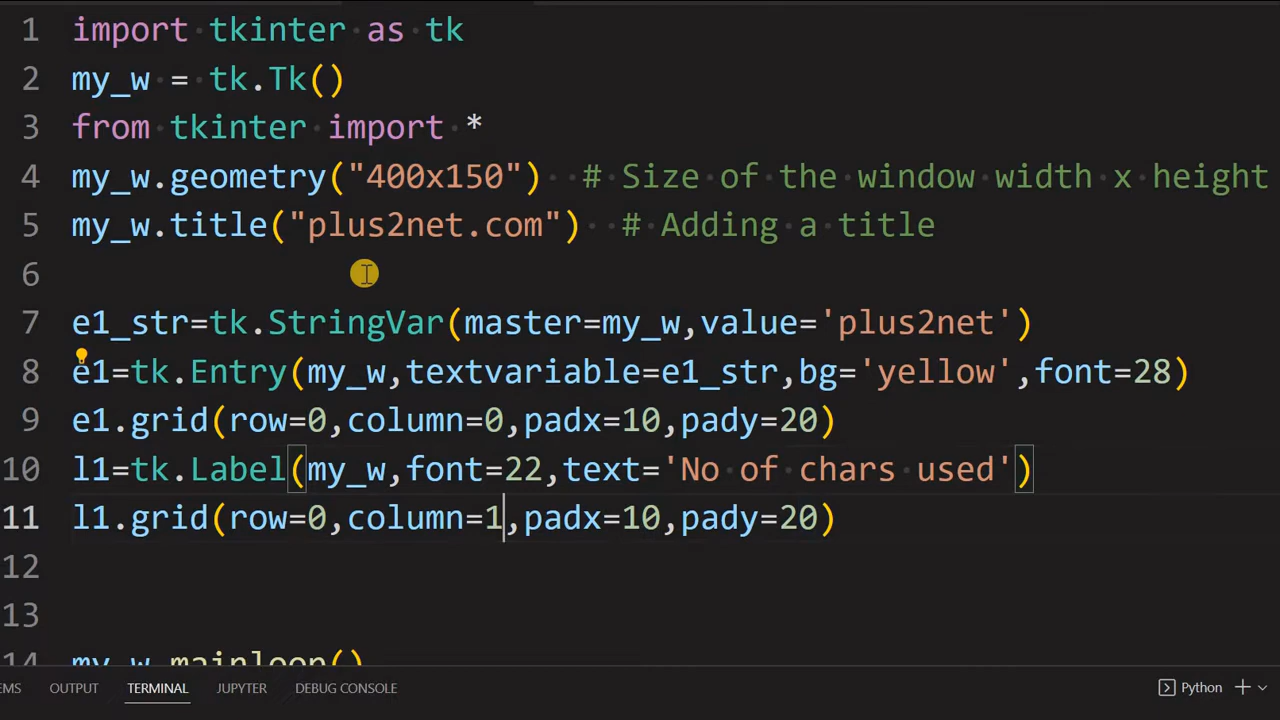 1 import tkinter as tk
2 my_w = tk.Tk()
3 from tkinter import *
4 my_w.geometry("400x150")  # Size of the window width x height
5 my_w.title("plus2net.com")  # Adding a title
6
7 e1_str=tk.StringVar(master=my_w,value='plus2net')
8 e1=tk.Entry(my_w,textvariable=e1_str,bg='yellow',font=28)
9 e1.grid(row=0,column=0,padx=10,pady=20)
10 l1=tk.Label(my_w,font=22,text='No of chars used')
11 l1.grid(row=0,column=1,padx=10,pady=20)
12
13
14 my_w.mainloop()
EMS OUTPUT TERMINAL JUPYTER DEBUG CONSOLE Python